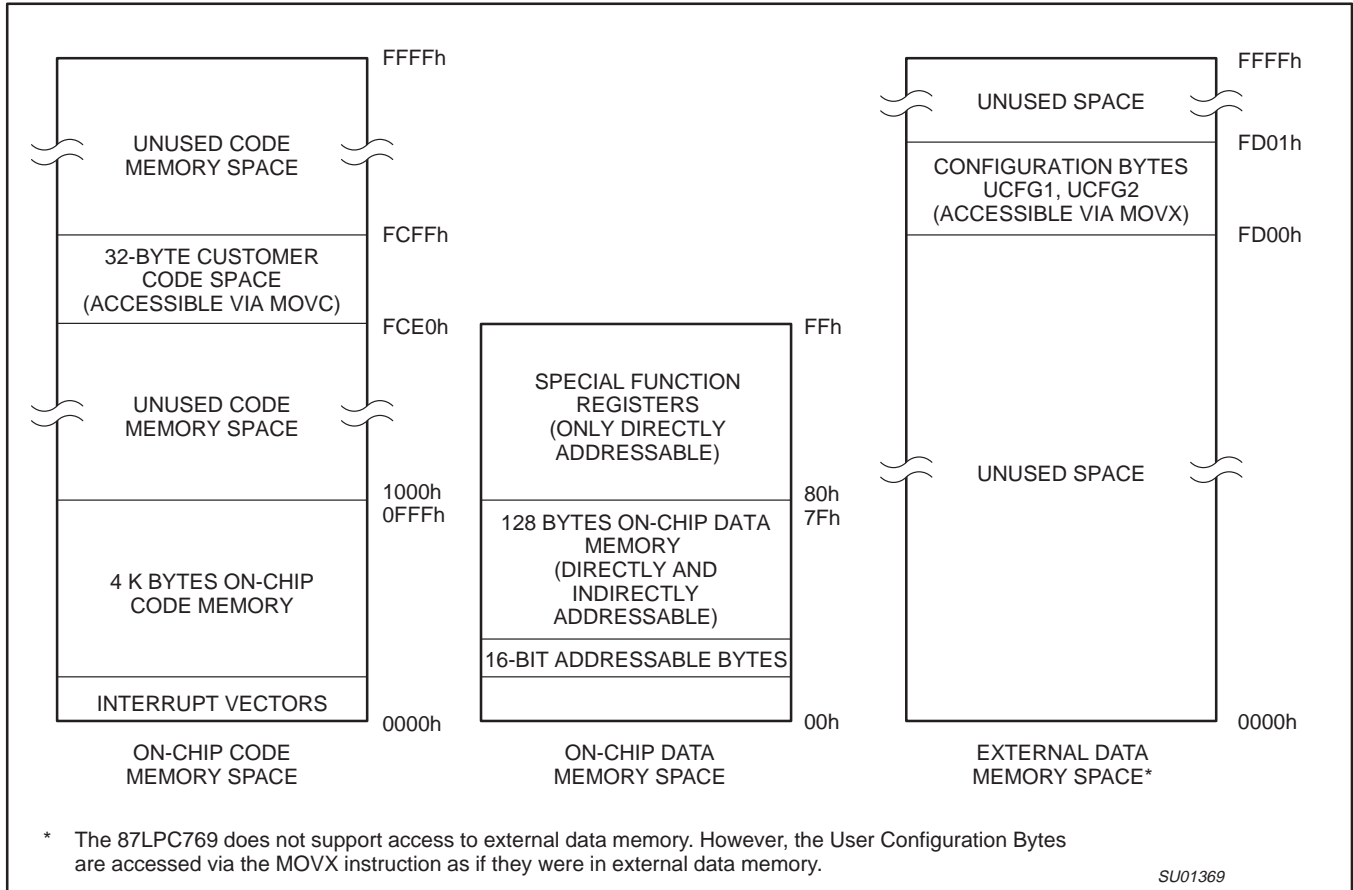 FFFFh
UNUSED CODE
MEMORY SPACE
FCFFh
32-BYTE CUSTOMER
CODE SPACE
(ACCESSIBLE VIA MOVC)
FCE0h
UNUSED CODE
MEMORY SPACE
1000h
0FFFh
4 K BYTES ON-CHIP
CODE MEMORY
INTERRUPT VECTORS
0000h
ON-CHIP CODE
MEMORY SPACE
FFh
SPECIAL FUNCTION
REGISTERS
(ONLY DIRECTLY
ADDRESSABLE)
80h
7Fh
128 BYTES ON-CHIP DATA
MEMORY
(DIRECTLY AND
INDIRECTLY
ADDRESSABLE)
16-BIT ADDRESSABLE BYTES
00h
ON-CHIP DATA
MEMORY SPACE
FFFFh
UNUSED SPACE
FD01h
CONFIGURATION BYTES
UCFG1, UCFG2
(ACCESSIBLE VIA MOVX)
FD00h
UNUSED SPACE
0000h
EXTERNAL DATA
MEMORY SPACE*
* The 87LPC769 does not support access to external data memory. However, the User Configuration Bytes
are accessed via the MOVX instruction as if they were in external data memory.
SU01369